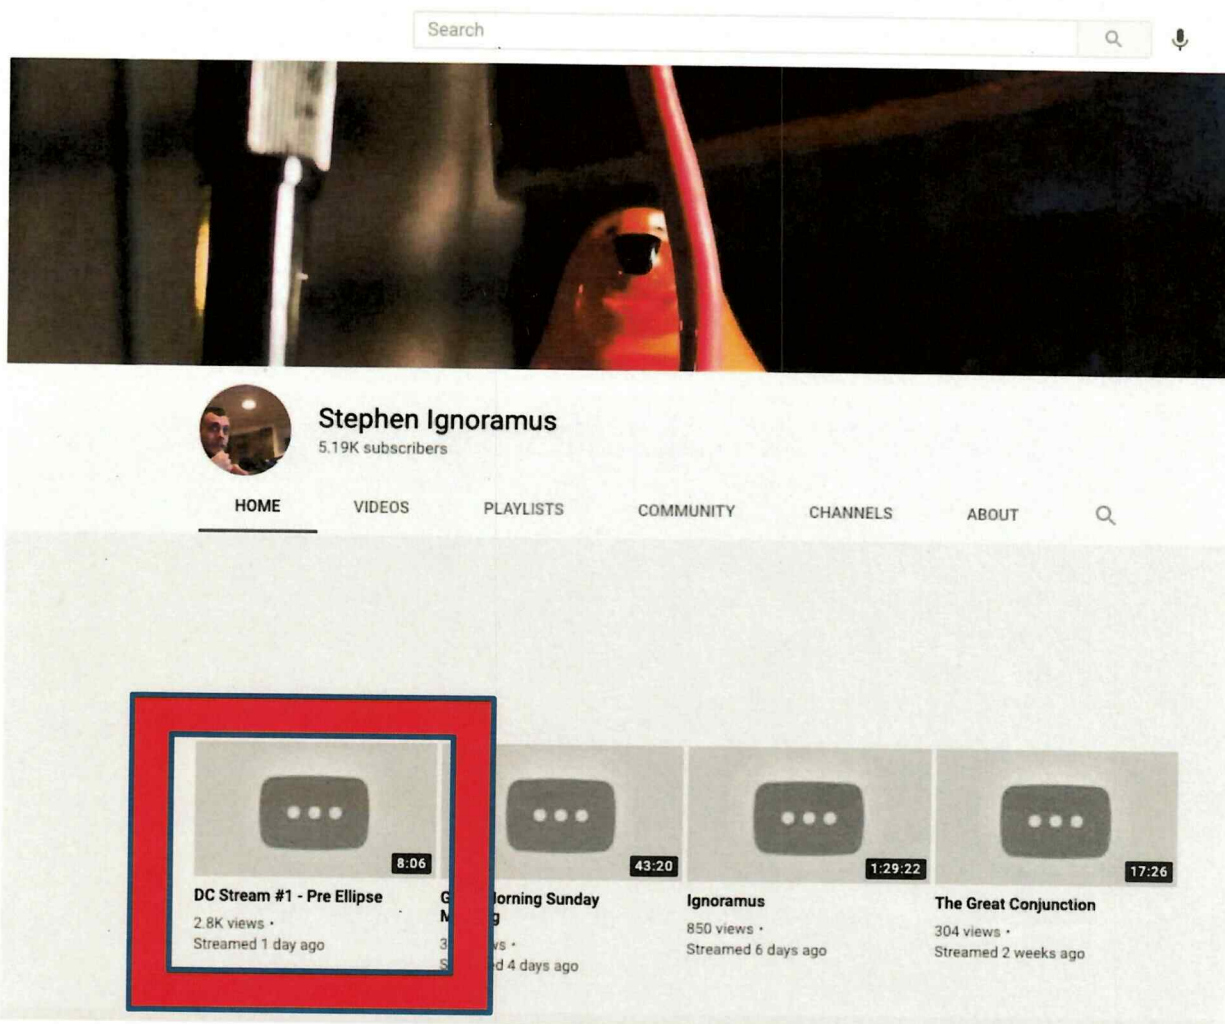 Search
Stephen Ignoramus
5.19K subscribers
HOME VIDEOS PLAYLISTS COMMUNITY CHANNELS ABOUT
8:06
43:20
1:29:22
17:26
DC Stream #1 - Pre Ellipse
2.8K views •
Streamed 1 day ago
orning Sunday
g
vs •
d 4 days ago
Ignoramus
850 views •
Streamed 6 days ago
The Great Conjunction
304 views •
Streamed 2 weeks ago